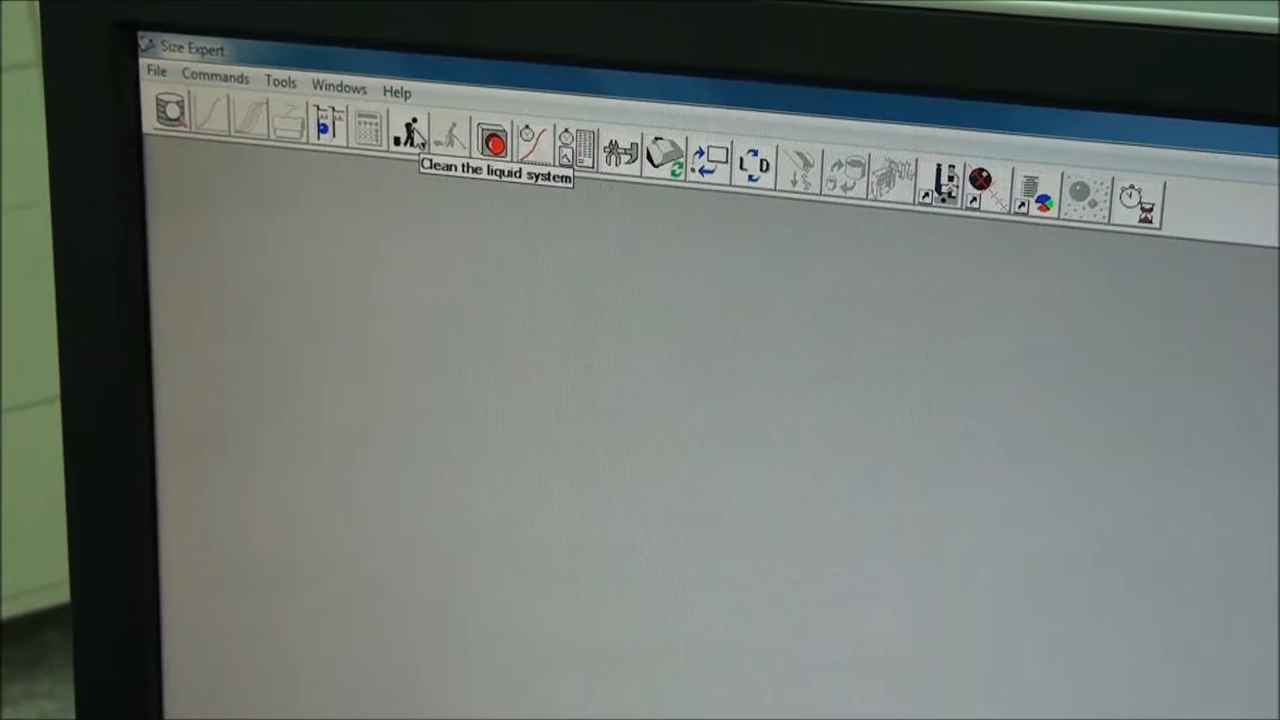 Size Expert
File Commands Tools Windows Help
L D
Clean the liquid system